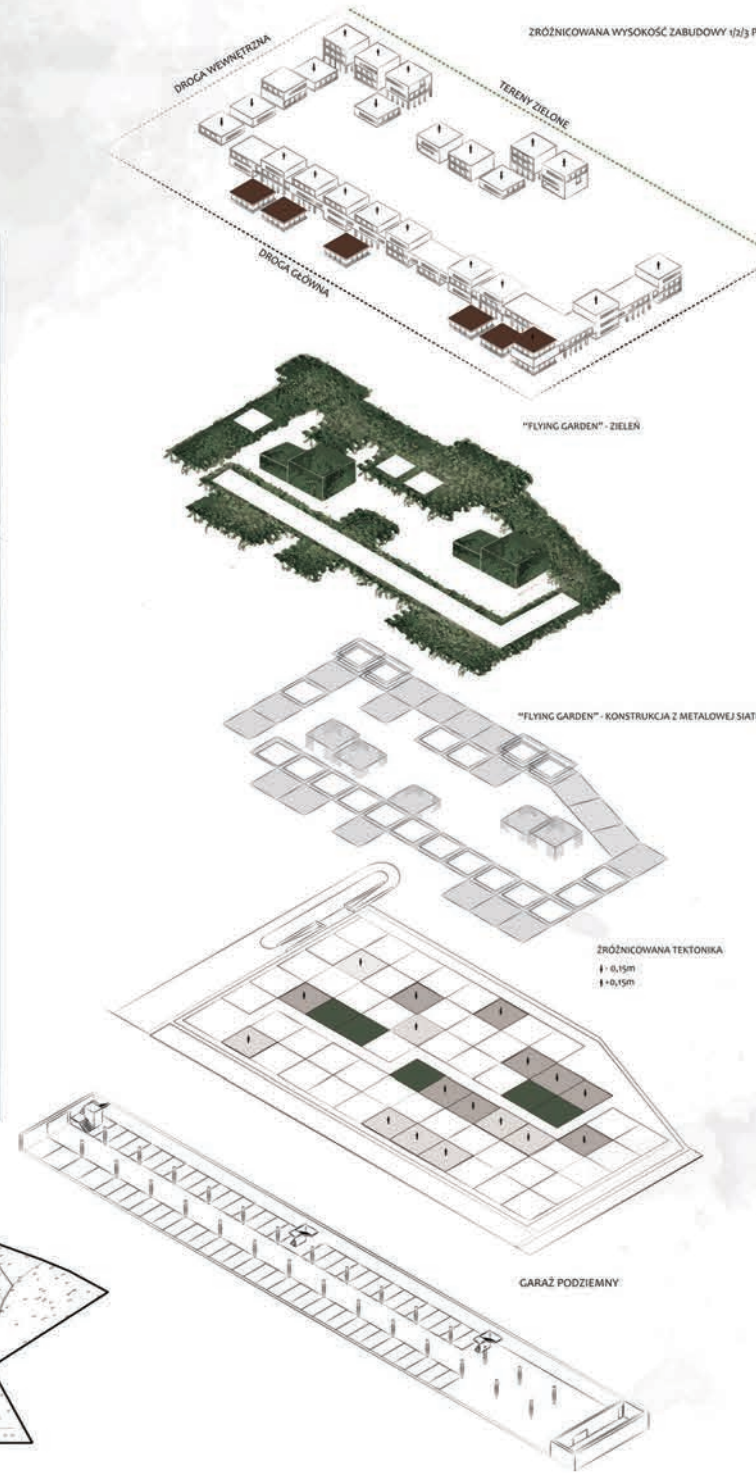 ZRÓŻNICOWANA WYSOKOŚĆ ZABUDOWY 1/2/3 P
DROGA WEWNĘTRZNA
TERENY ZIELONE
DROGA GŁÓWNA
"FLYING GARDEN" - ZIELEŃ
"FLYING GARDEN" - KONSTRUKCJA Z METALOWEJ SIAT
ZRÓŻNICOWANA TEKTONIKA
- 0,15m
+0,15m
GARAŻ PODZIEMNY